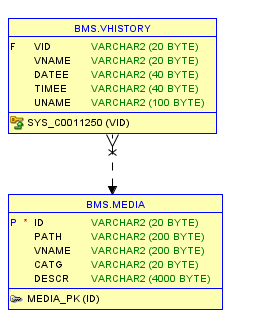 BMS.VHISTORY
F VID VARCHAR2 (20 BYTE)
VNAME VARCHAR2 (20 BYTE)
DATEE VARCHAR2 (40 BYTE)
TIMEE VARCHAR2 (40 BYTE)
UNAME VARCHAR2 (100 BYTE)
SYS_C0011250 (VID)
BMS.MEDIA
P * ID VARCHAR2 (20 BYTE)
PATH VARCHAR2 (200 BYTE)
VNAME VARCHAR2 (200 BYTE)
CATG VARCHAR2 (20 BYTE)
DESCR VARCHAR2 (4000 BYTE)
MEDIA_PK (ID)